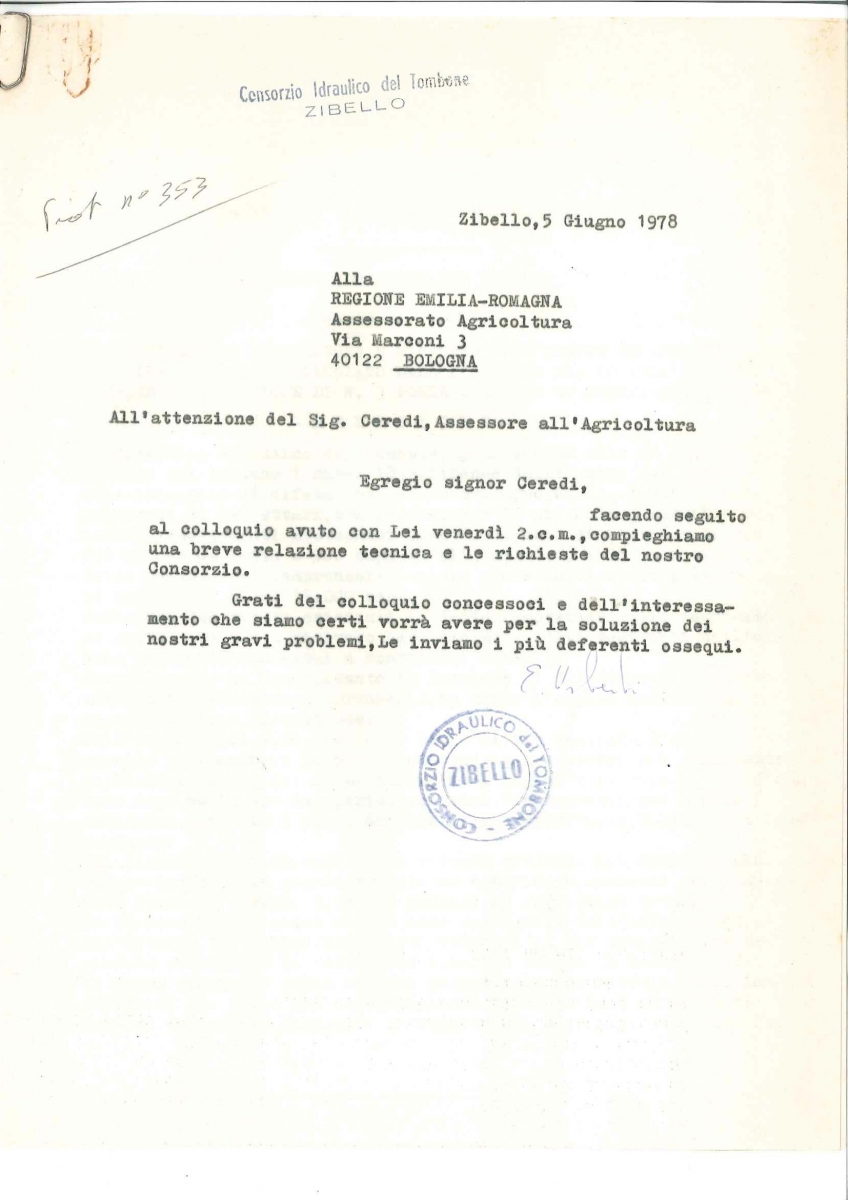 Consorzio Idraulico del Tombone
ZIBELLO
Prot nº 353
Zibello,5 Giugno 1978
Alla
REGIONE EMILIA-ROMAGNA
Assessorato Agricoltura
Via Marconi 3
40122 BOLOGNA
All'attenzione del Sig. Ceredi,Assessore all'Agricoltura
Egregio signor Ceredi,
facendo seguito
al colloquio avuto con Lei venerdì 2.c.m.,compieghiamo
una breve relazione tecnica e le richieste del nostro
Consorzio.
Grati del colloquio concessoci e dell'interessa-
mento che siamo certi vorrà avere per la soluzione dei
nostri gravi problemi,Le inviamo i più deferenti ossequi.
CONSORZIO IDRAULICO del TOMBONE -
ZIBELLO